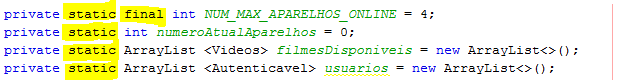 private static final int NUM_MAX_APARELHOS_ONLINE = 4;
private static int numeroAtualAparelhos = 0;
private static ArrayList <Videos> filmesDisponiveis = new ArrayList<>();
private static ArrayList <Autenticavel> usuarios = new ArrayList<>();